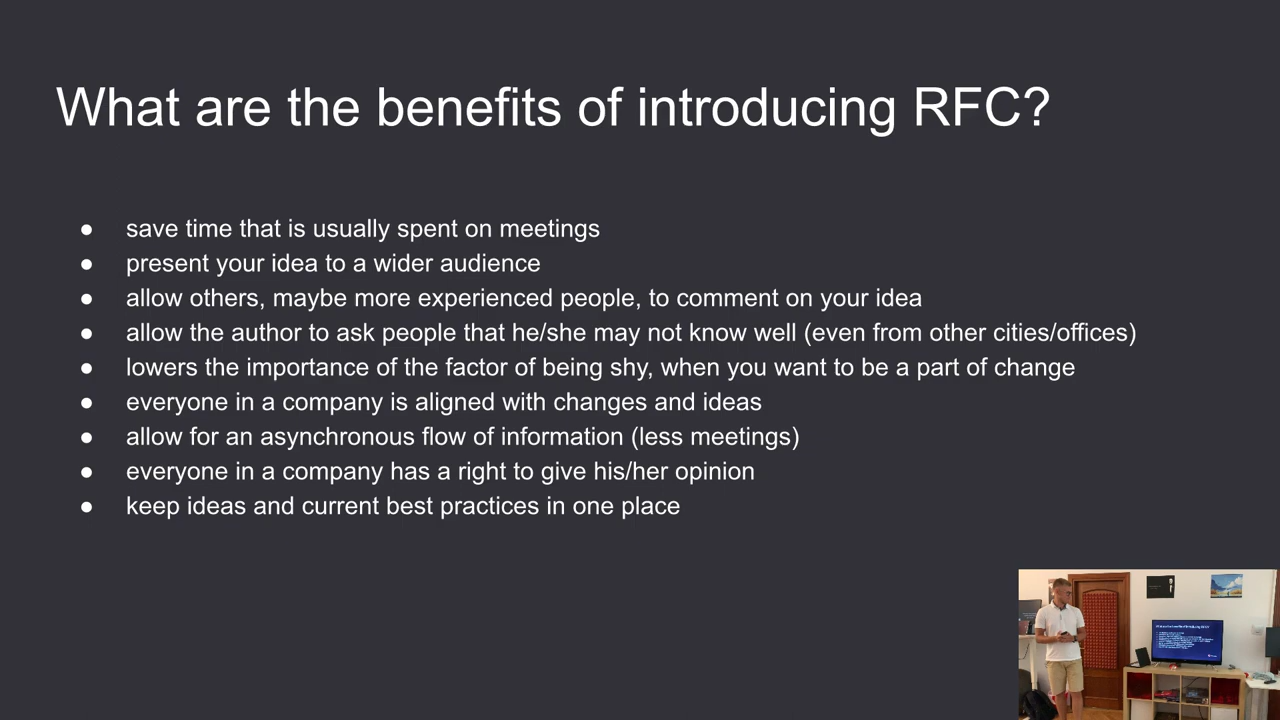 What are the benefits of introducing RFC?
● save time that is usually spent on meetings
● present your idea to a wider audience
● allow others, maybe more experienced people, to comment on your idea
● allow the author to ask people that he/she may not know well (even from other cities/offices)
● lowers the importance of the factor of being shy, when you want to be a part of change
● everyone in a company is aligned with changes and ideas
● allow for an asynchronous flow of information (less meetings)
● everyone in a company has a right to give his/her opinion
● keep ideas and current best practices in one place